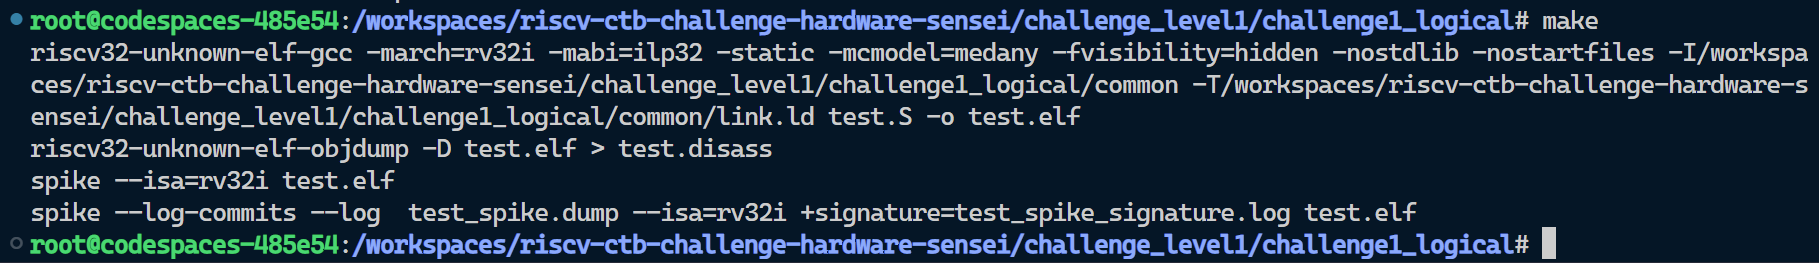 root@codespaces-485e54:/workspaces/riscv-ctb-challenge-hardware-sensei/challenge_level1/challenge1_logical# make
riscv32-unknown-elf-gcc -march=rv32i -mabi=ilp32 -static -mcmodel=medany -fvisibility=hidden -nostdlib -nostartfiles -I/workspa
ces/riscv-ctb-challenge-hardware-sensei/challenge_level1/challenge1_logical/common -T/workspaces/riscv-ctb-challenge-hardware-s
ensei/challenge_level1/challenge1_logical/common/link.ld test.S -o test.elf
riscv32-unknown-elf-objdump -D test.elf > test.disass
spike --isa=rv32i test.elf
spike --log-commits --log  test_spike.dump --isa=rv32i +signature=test_spike_signature.log test.elf
root@codespaces-485e54:/workspaces/riscv-ctb-challenge-hardware-sensei/challenge_level1/challenge1_logical#